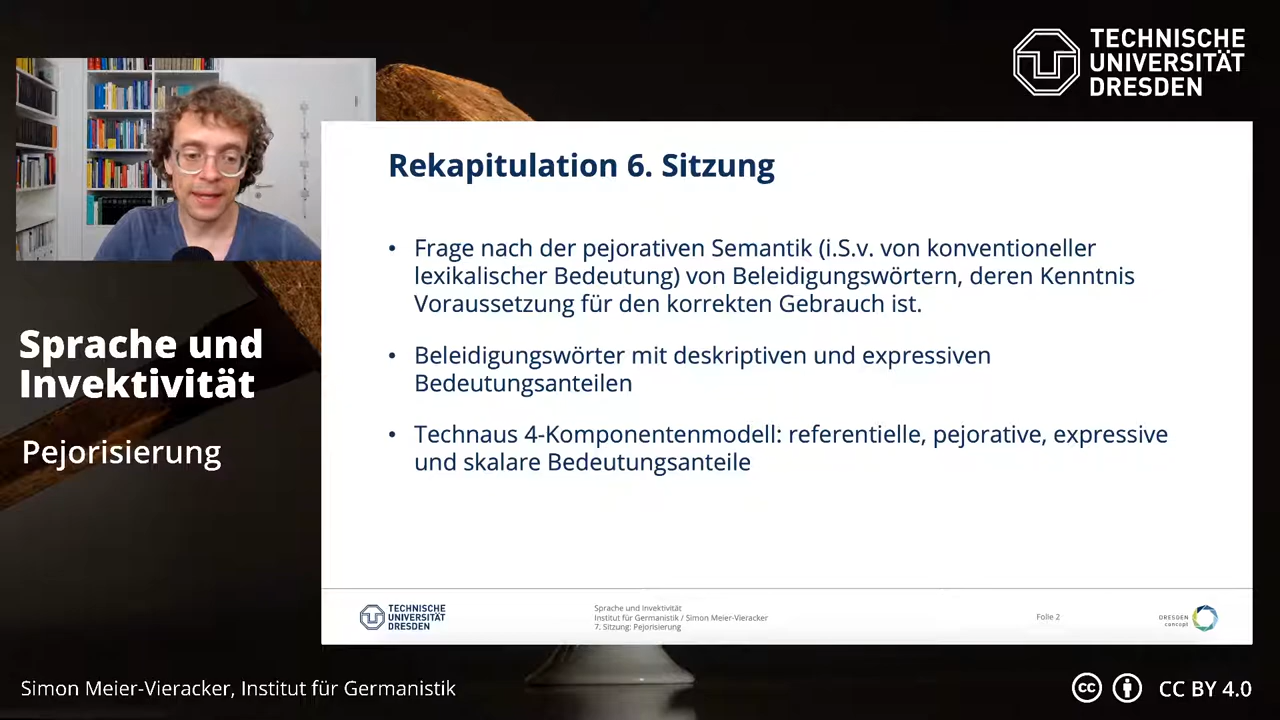 TECHNISCHE
UNIVERSITÄT
DRESDEN
Sprache und
Invektivität
Pejorisierung
Rekapitulation 6. Sitzung
• Frage nach der pejorativen Semantik (i.S.v. von konventioneller
lexikalischer Bedeutung) von Beleidigungswörtern, deren Kenntnis
Voraussetzung für den korrekten Gebrauch ist.
• Beleidigungswörter mit deskriptiven und expressiven
Bedeutungsanteilen
• Technaus 4-Komponentenmodell: referentielle, pejorative, expressive
und skalare Bedeutungsanteile
TECHNISCHE
UNIVERSITÄT
DRESDEN
Sprache und Invektivität
Institut für Germanistik / Simon Meier-Vieracker
7. Sitzung: Pejorisierung
Folie 2
DRESDEN
concept
Simon Meier-Vieracker, Institut für Germanistik
cc CC BY 4.0